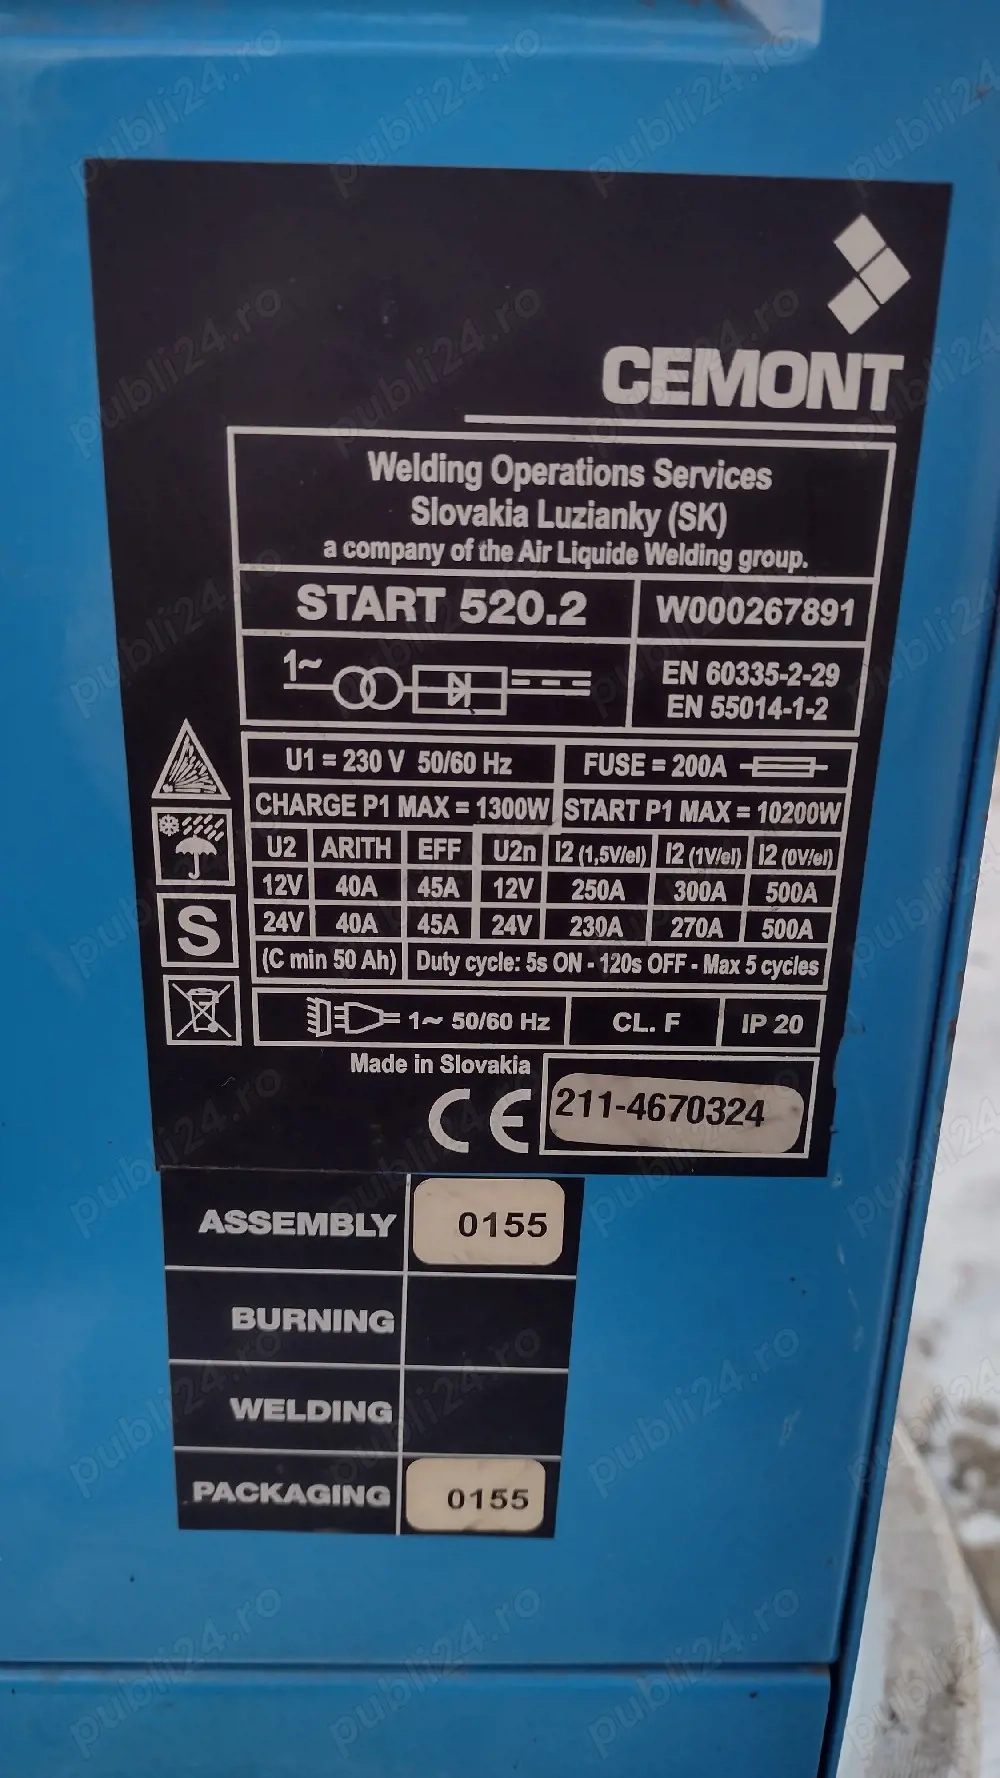 CEMONT
Welding Operations Services
Slovakia Luzianky (SK)
a company of the Air Liquide Welding group.
START 520.2 W000267891
1~ EN 60335-2-29
EN 55014-1-2
U1 = 230 V 50/60 Hz FUSE = 200A
CHARGE P1 MAX = 1300W START P1 MAX = 10200W
U2 ARITH EFF U2n I2 (1,5V/el) I2 (1V/el) I2 (0V/el)
12V 40A 45A 12V 250A 300A 500A
24V 40A 45A 24V 230A 270A 500A
(C min 50 Ah) Duty cycle: 5s ON - 120s OFF - Max 5 cycles
S
1~ 50/60 Hz CL. F IP 20
Made in Slovakia
CE 211-4670324
ASSEMBLY 0155
BURNING
WELDING
PACKAGING 0155
publi24.ro